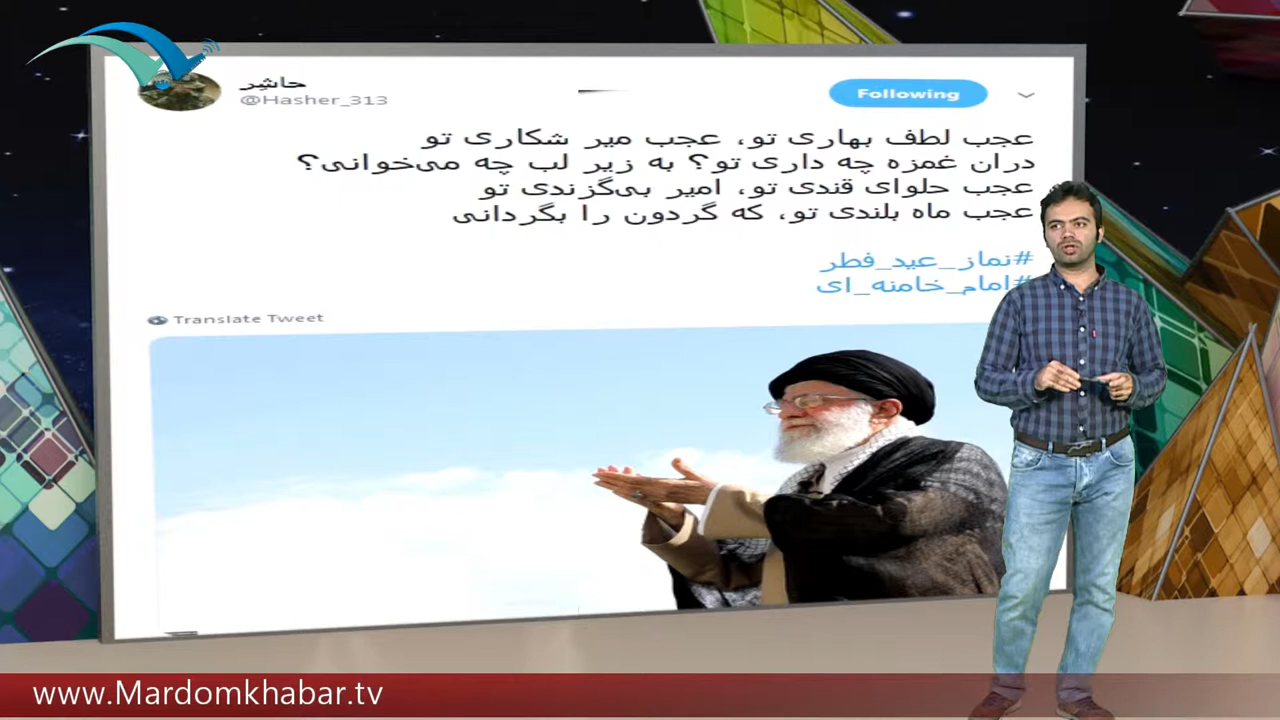 حاشِر
@Hasher_313
Following
عجب لطف بهاری تو، عجب میر شکاری تو
دران غمزه چه داری تو؟ به زیر لب چه می‌خوانی؟
عجب حلوای قندی تو، امیر بی‌گزندی تو
عجب ماه بلندی تو، که گردون را بگردانی
#نماز_عید_فطر
#امام_خامنه_ای
Translate Tweet
www.Mardomkhabar.tv